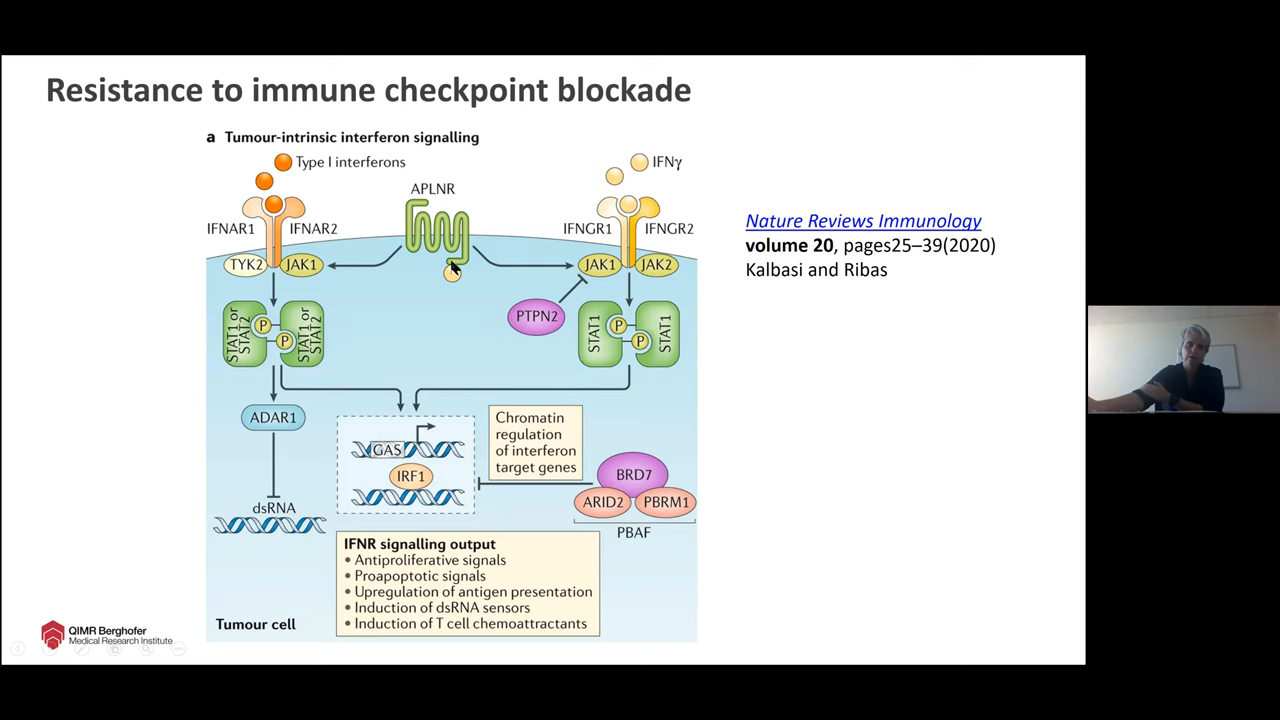 Resistance to immune checkpoint blockade
a Tumour-intrinsic interferon signalling
Type I interferons
IFNγ
APLNR
IFNAR1
IFNAR2
IFNGR1
IFNGR2
TYK2
JAK1
JAK1
JAK2
PTPN2
STAT1 or
STAT2
P
P
STAT1 or
STAT2
STAT1
P
P
STAT1
ADAR1
Chromatin
regulation
of interferon
target genes
GAS
IRF1
BRD7
ARID2
PBRM1
PBAF
dsRNA
IFNR signalling output
• Antiproliferative signals
• Proapoptotic signals
• Upregulation of antigen presentation
• Induction of dsRNA sensors
• Induction of T cell chemoattractants
Tumour cell
Nature Reviews Immunology
volume 20, pages25–39(2020)
Kalbasi and Ribas
QIMR Berghofer
Medical Research Institute